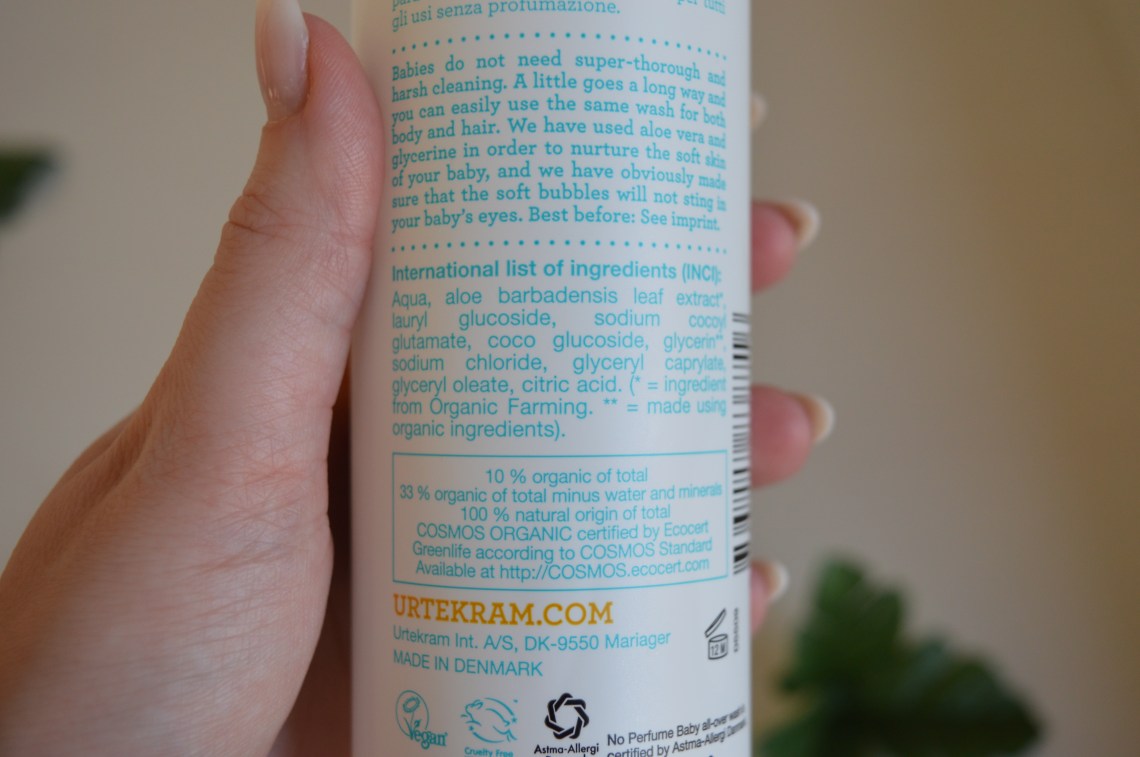 per tutti
gli usi senza profumazione.
Babies do not need super-thorough and
harsh cleaning. A little goes a long way and
you can easily use the same wash for both
body and hair. We have used aloe vera and
glycerine in order to nurture the soft skin
of your baby, and we have obviously made
sure that the soft bubbles will not sting in
your baby's eyes. Best before: See imprint.
International list of ingredients (INCI):
Aqua, aloe barbadensis leaf extract*,
lauryl glucoside, sodium cocoyl
glutamate, coco glucoside, glycerin**,
sodium chloride, glyceryl caprylate,
glyceryl oleate, citric acid. (* = ingredient
from Organic Farming. ** = made using
organic ingredients).
10 % organic of total
33 % organic of total minus water and minerals
100 % natural origin of total
COSMOS ORGANIC certified by Ecocert
Greenlife according to COSMOS Standard
Available at http://COSMOS.ecocert.com
URTEKRAM.COM
Urtekram Int. A/S, DK-9550 Mariager
MADE IN DENMARK
12 M
Vegan
Cruelty Free
Astma-Allergi
No Perfume Baby all-over wash is
certified by Astma-Allergi Danmark